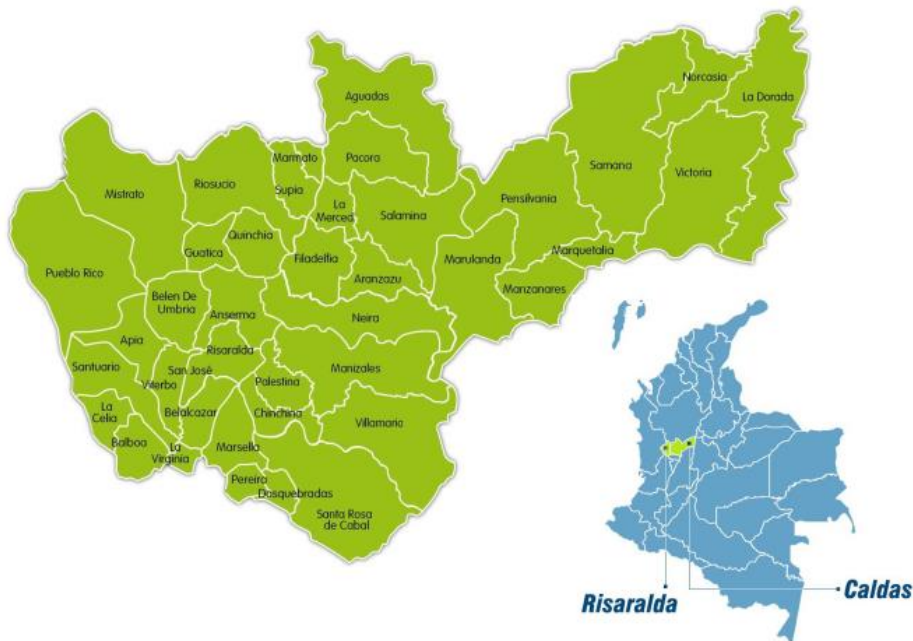 Norcasia
La Dorada
Aguadas
Marmato
Pacora
Samana
Victoria
Mistrato
Riosucio
Supia
La
Merced
Salamina
Pensilvania
Quinchia
Guatica
Filadelfia
Marulanda
Marquetalia
Pueblo Rico
Aranzazu
Manzanares
Belen De
Umbria
Anserma
Neira
Apia
Risaralda
Santuario
San José
Palestina
Manizales
Viterbo
La
Celia
Belalcazar
Chinchina
Villamaria
Balboa
La
Virginia
Marsella
Pereira
Dosquebradas
Santa Rosa
de Cabal
Risaralda
Caldas